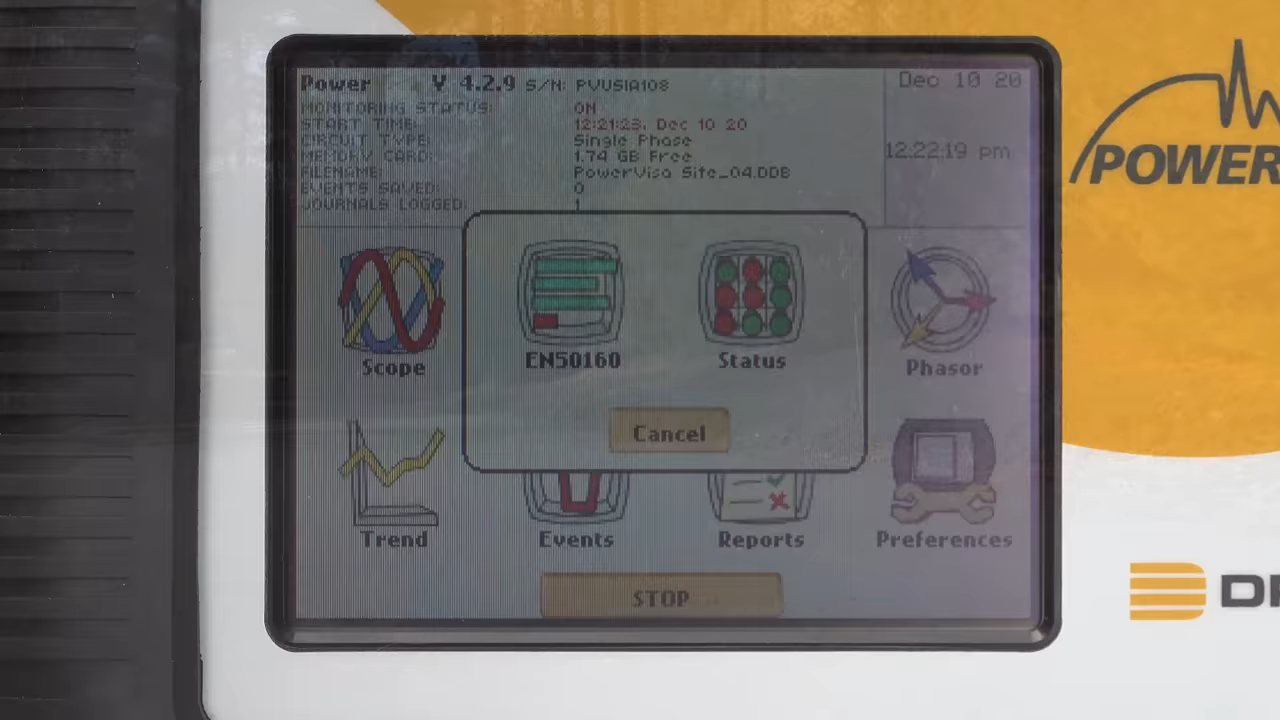 Power V 4.2.9 S/N: PVUSIA108
Dec 10 20
MONITORING STATUS: ON
START TIME: 12:21:23, Dec 10 20
CIRCUIT TYPE: Single Phase
12:22:19 pm
MEMORY CARD: 1.74 GB Free
FILENAME: PowerVisa Site_04.DDB
EVENTS SAVED: 0
JOURNALS LOGGED: 1
POWER
EN50160 Status
Scope Phasor
Cancel
Trend Events Reports Preferences
STOP